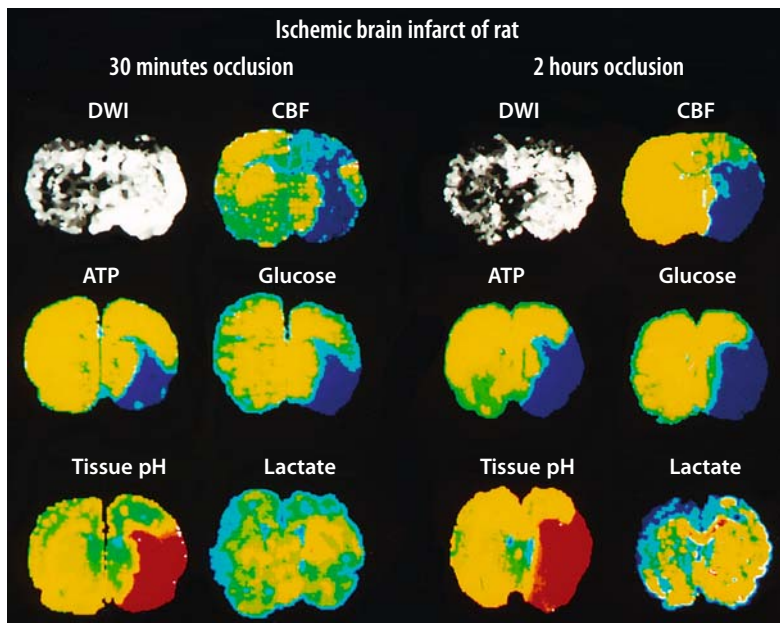 Ischemic brain infarct of rat
30 minutes occlusion
2 hours occlusion
DWI
CBF
DWI
CBF
ATP
Glucose
ATP
Glucose
Tissue pH
Lactate
Tissue pH
Lactate